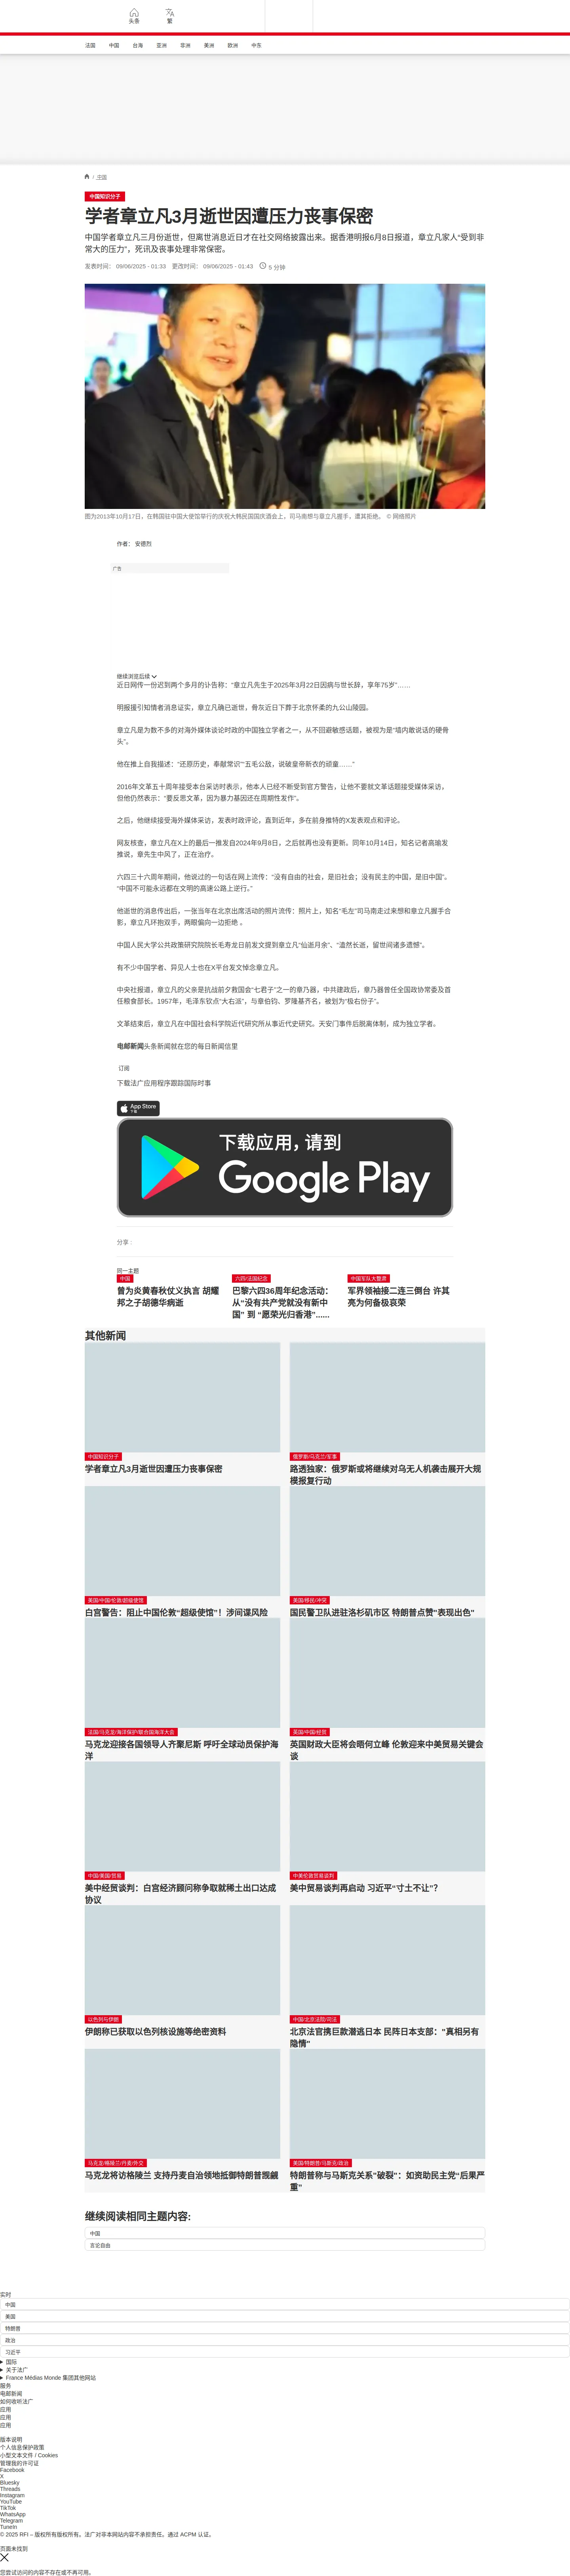 头条
繁
法国 中国 台海 亚洲 非洲 美洲 欧洲 中东
/ 中国
中国知识分子
学者章立凡3月逝世因遭压力丧事保密
中国学者章立凡三月份逝世，但离世消息近日才在社交网络披露出来。据香港明报6月8日报道，章立凡家人“受到非
常大的压力”，死讯及丧事处理非常保密。
发表时间： 09/06/2025 - 01:33 更改时间： 09/06/2025 - 01:43 5 分钟
图为2013年10月17日，在韩国驻中国大使馆举行的庆祝大韩民国国庆酒会上，司马南想与章立凡握手，遭其拒绝。 © 网络照片
作者： 安德烈
广告
继续浏览后续
近日网传一份迟到两个多月的讣告称：“章立凡先生于2025年3月22日因病与世长辞，享年75岁”……
明报援引知情者消息证实，章立凡确已逝世，骨灰近日下葬于北京怀柔的九公山陵园。
章立凡是为数不多的对海外媒体谈论时政的中国独立学者之一，从不回避敏感话题，被视为是“墙内敢说话的硬骨
头”。
他在推上自我描述：“还原历史，奉献常识”“五毛公敌，说破皇帝新衣的顽童……”
2016年文革五十周年接受本台采访时表示，他本人已经不断受到官方警告，让他不要就文革话题接受媒体采访，
但他仍然表示：“要反思文革，因为暴力基因还在周期性发作”。
之后，他继续接受海外媒体采访，发表时政评论，直到近年，多在前身推特的X发表观点和评论。
网友核查，章立凡在X上的最后一推发自2024年9月8日，之后就再也没有更新。同年10月14日，知名记者高瑜发
推说，章先生中风了，正在治疗。
六四三十六周年期间，他说过的一句话在网上流传：“没有自由的社会，是旧社会；没有民主的中国，是旧中国”。
“中国不可能永远都在文明的高速公路上逆行。”
他逝世的消息传出后，一张当年在北京出席活动的照片流传：照片上，知名“毛左”司马南走过来想和章立凡握手合
影，章立凡环抱双手，两眼偏向一边拒绝 。
中国人民大学公共政策研究院院长毛寿龙日前发文提到章立凡“仙逝月余”、“溘然长逝，留世间诸多遗憾”。
有不少中国学者、异见人士也在X平台发文悼念章立凡。
中央社报道，章立凡的父亲是抗战前夕救国会“七君子”之一的章乃器，中共建政后，章乃器曾任全国政协常委及首
任粮食部长。1957年，毛泽东钦点“大右派”，与章伯钧、罗隆基齐名，被划为“极右份子”。
文革结束后，章立凡在中国社会科学院近代研究所从事近代史研究。天安门事件后脱离体制，成为独立学者。
电邮新闻头条新闻就在您的每日新闻信里
订阅
下载法广应用程序跟踪国际时事
App Store
下载
下载应用，请到
Google Play
分享 :
同一主题
中国
曾为炎黄春秋仗义执言 胡耀
邦之子胡德华病逝
六四/法国纪念
巴黎六四36周年纪念活动：
从“没有共产党就没有新中
国” 到 “愿荣光归香港”......
中国军队大整肃
军界领袖接二连三倒台 许其
亮为何备极哀荣
其他新闻
中国知识分子
学者章立凡3月逝世因遭压力丧事保密
俄罗斯/乌克兰/军事
路透独家：俄罗斯或将继续对乌无人机袭击展开大规
模报复行动
美国/中国/伦敦/超级使馆
白宫警告：阻止中国伦敦“超级使馆”！涉间谍风险
美国/移民/冲突
国民警卫队进驻洛杉矶市区 特朗普点赞"表现出色"
法国/马克龙/海洋保护/联合国海洋大会
马克龙迎接各国领导人齐聚尼斯 呼吁全球动员保护海
洋
英国/中国/经贸
英国财政大臣将会晤何立峰 伦敦迎来中美贸易关键会
谈
中国/美国/贸易
美中经贸谈判：白宫经济顾问称争取就稀土出口达成
协议
中美伦敦贸易谈判
美中贸易谈判再启动 习近平“寸土不让”？
以色列与伊朗
伊朗称已获取以色列核设施等绝密资料
中国/北京法院/司法
北京法官携巨款潜逃日本 民阵日本支部："真相另有
隐情"
马克龙/格陵兰/丹麦/外交
马克龙将访格陵兰 支持丹麦自治领地抵御特朗普觊觎
美国/特朗普/马斯克/政治
特朗普称与马斯克关系"破裂"：如资助民主党"后果严
重"
继续阅读相同主题内容:
中国
言论自由
实时
中国
美国
特朗普
政治
习近平
国际
关于法广
France Médias Monde 集团其他网站
服务
电邮新闻
如何收听法广
应用
应用
应用
版本说明
个人信息保护政策
小型文本文件 / Cookies
管理我的许可证
Facebook
X
Bluesky
Threads
Instagram
YouTube
TikTok
WhatsApp
Telegram
TuneIn
© 2025 RFI – 版权所有版权所有。法广对非本网站内容不承担责任。通过 ACPM 认证。
页面未找到
您尝试访问的内容不存在或不再可用。